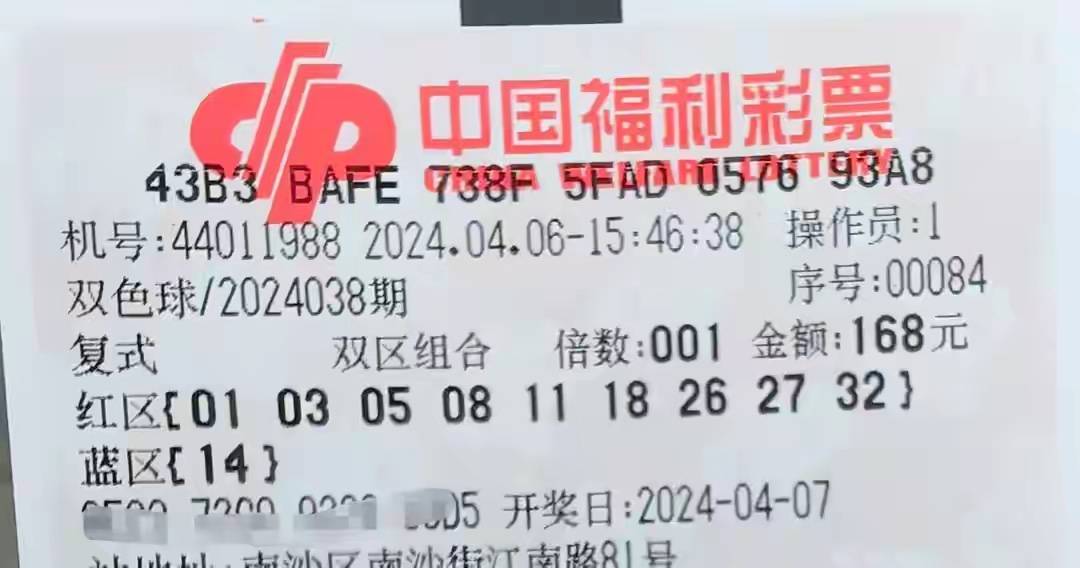 中国福利彩票
CHINA WELFARE LOTTERY
43B3 BAFE 738F 5FAD 0576 93A8
机号:44011988 2024.04.06-15:46:38 操作员:1
双色球/2024038期 序号:00084
复式 双区组合 倍数:001 金额:168元
红区{01 03 05 08 11 18 26 27 32}
蓝区{14}
开奖日:2024-04-07
南沙区南沙街江南路81号